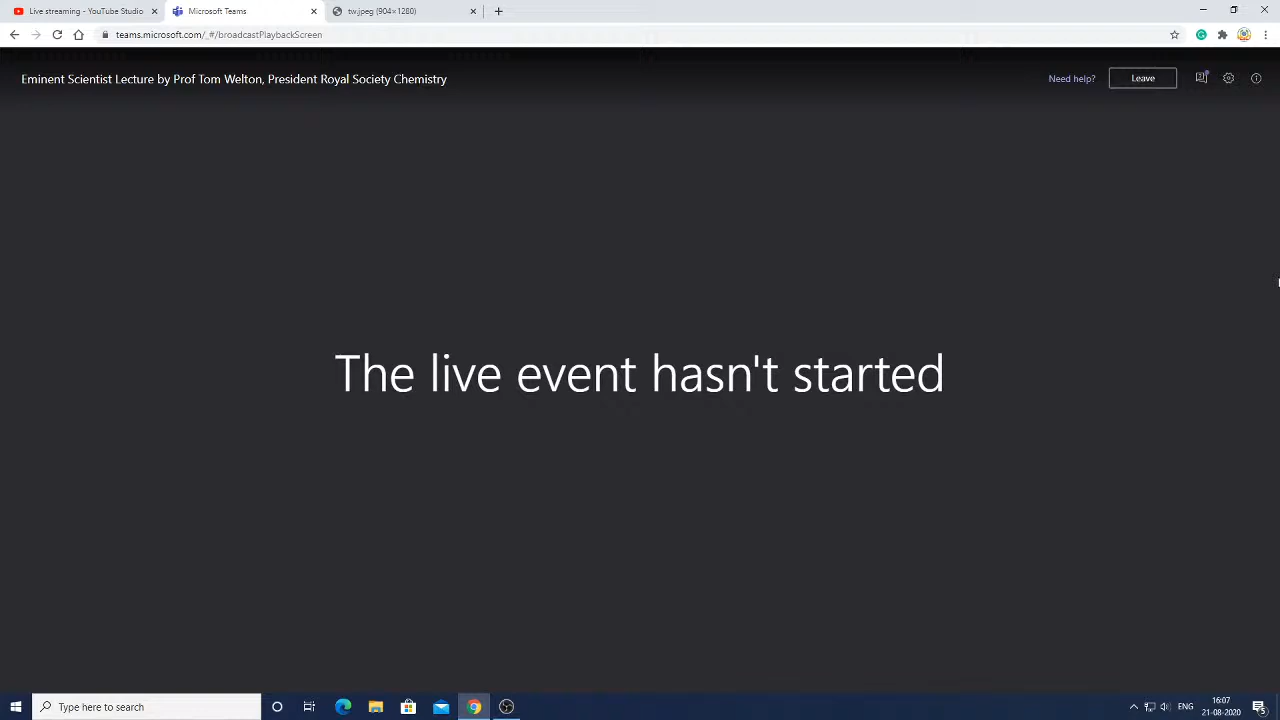 Live streaming - YouTube Studio
Microsoft Teams
tw.jpeg (904×1280)
teams.microsoft.com/_#/broadcastPlaybackScreen
Eminent Scientist Lecture by Prof Tom Welton, President Royal Society Chemistry
Need help?
Leave
The live event hasn't started
Type here to search
ENG
16:07
21-08-2020